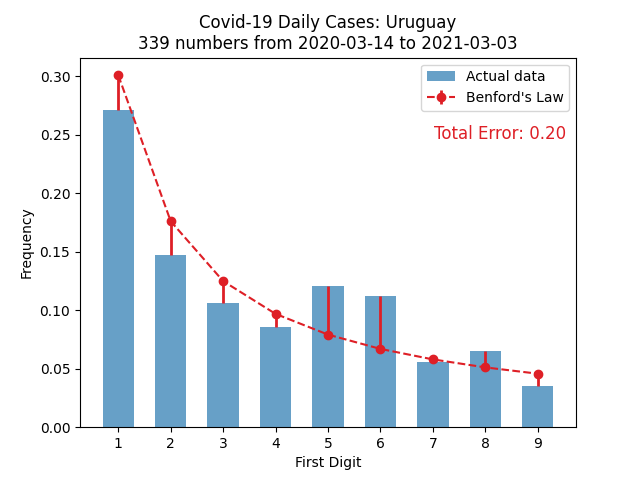 Covid-19 Daily Cases: Uruguay
339 numbers from 2020-03-14 to 2021-03-03
Actual data
Benford's Law
Total Error: 0.20
0.30
0.25
0.20
0.15
0.10
0.05
0.00
Frequency
1 2 3 4 5 6 7 8 9
First Digit